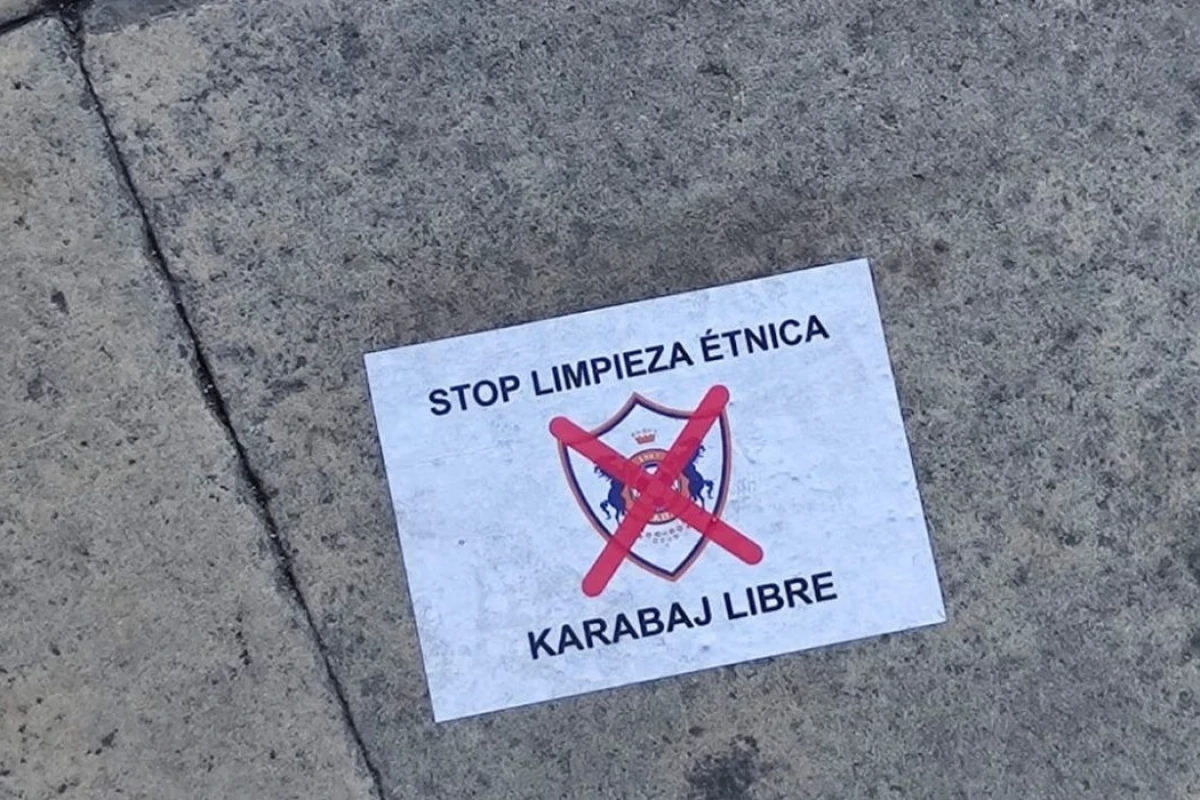 STOP LIMPIEZA ÉTNICA
KARABAJ LIBRE